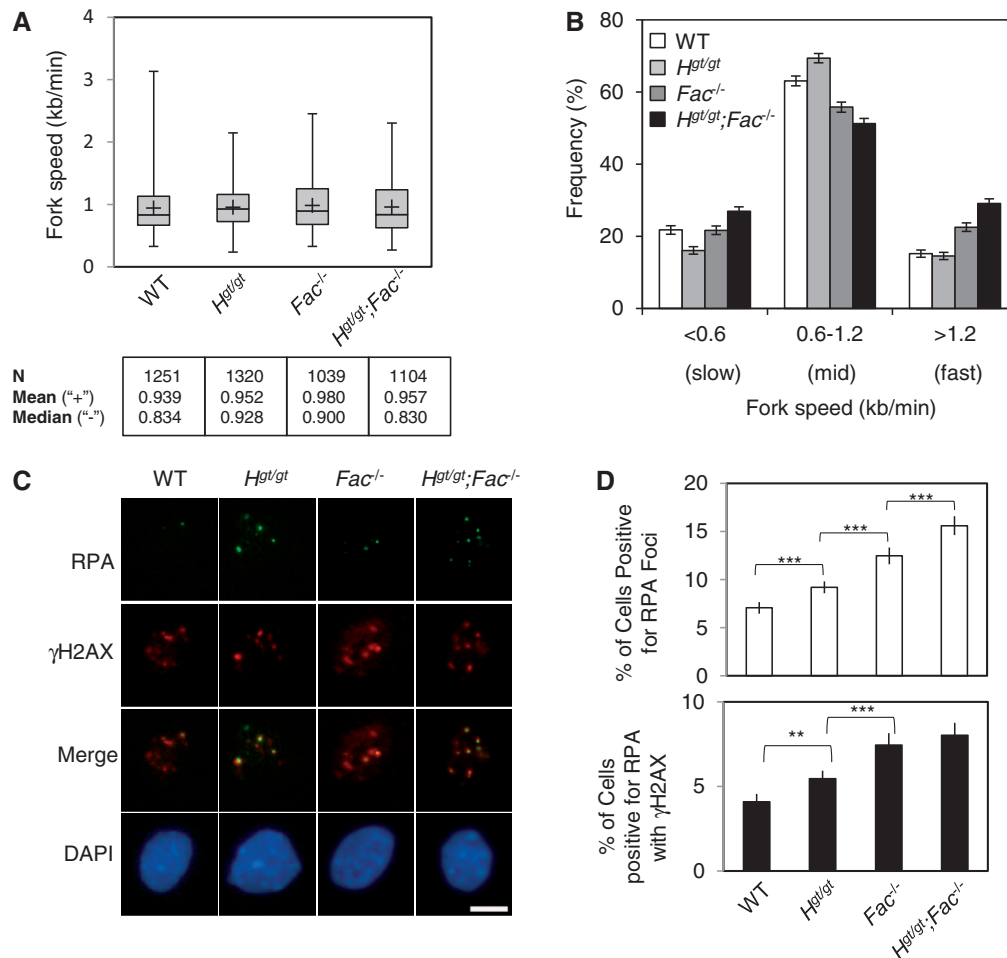 A
Fork speed (kb/min)
4
3
2
1
0
WT
Hgt/gt
Fac-/-
Hgt/gt;Fac-/-
N 1251 1320 1039 1104
Mean (“+”) 0.939 0.952 0.980 0.957
Median (“-”) 0.834 0.928 0.900 0.830
B
Frequency (%)
80
60
40
20
0
WT
Hgt/gt
Fac-/-
Hgt/gt;Fac-/-
<0.6 0.6-1.2 >1.2
(slow) (mid) (fast)
Fork speed (kb/min)
C
WT Hgt/gt Fac-/- Hgt/gt;Fac-/-
RPA
γH2AX
Merge
DAPI
D
% of Cells Positive
for RPA Foci
20
15
10
5
0
***
***
***
% of Cells
positive for RPA
with γH2AX
10
5
0
**
***
WT
Hgt/gt
Fac-/-
Hgt/gt;Fac-/-